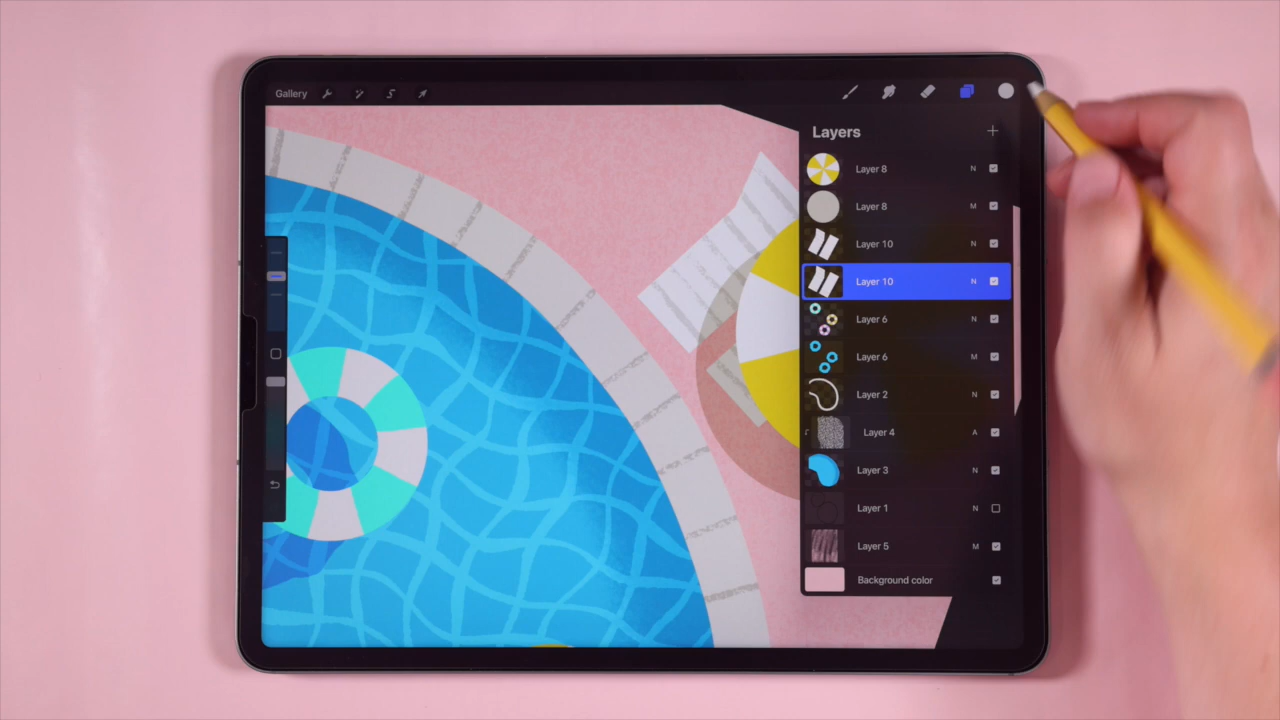 Gallery
Layers
Layer 8 N
Layer 8 M
Layer 10 N
Layer 10 N
Layer 6 N
Layer 6 M
Layer 2 N
Layer 4 A
Layer 3 N
Layer 1 N
Layer 5 M
Background color